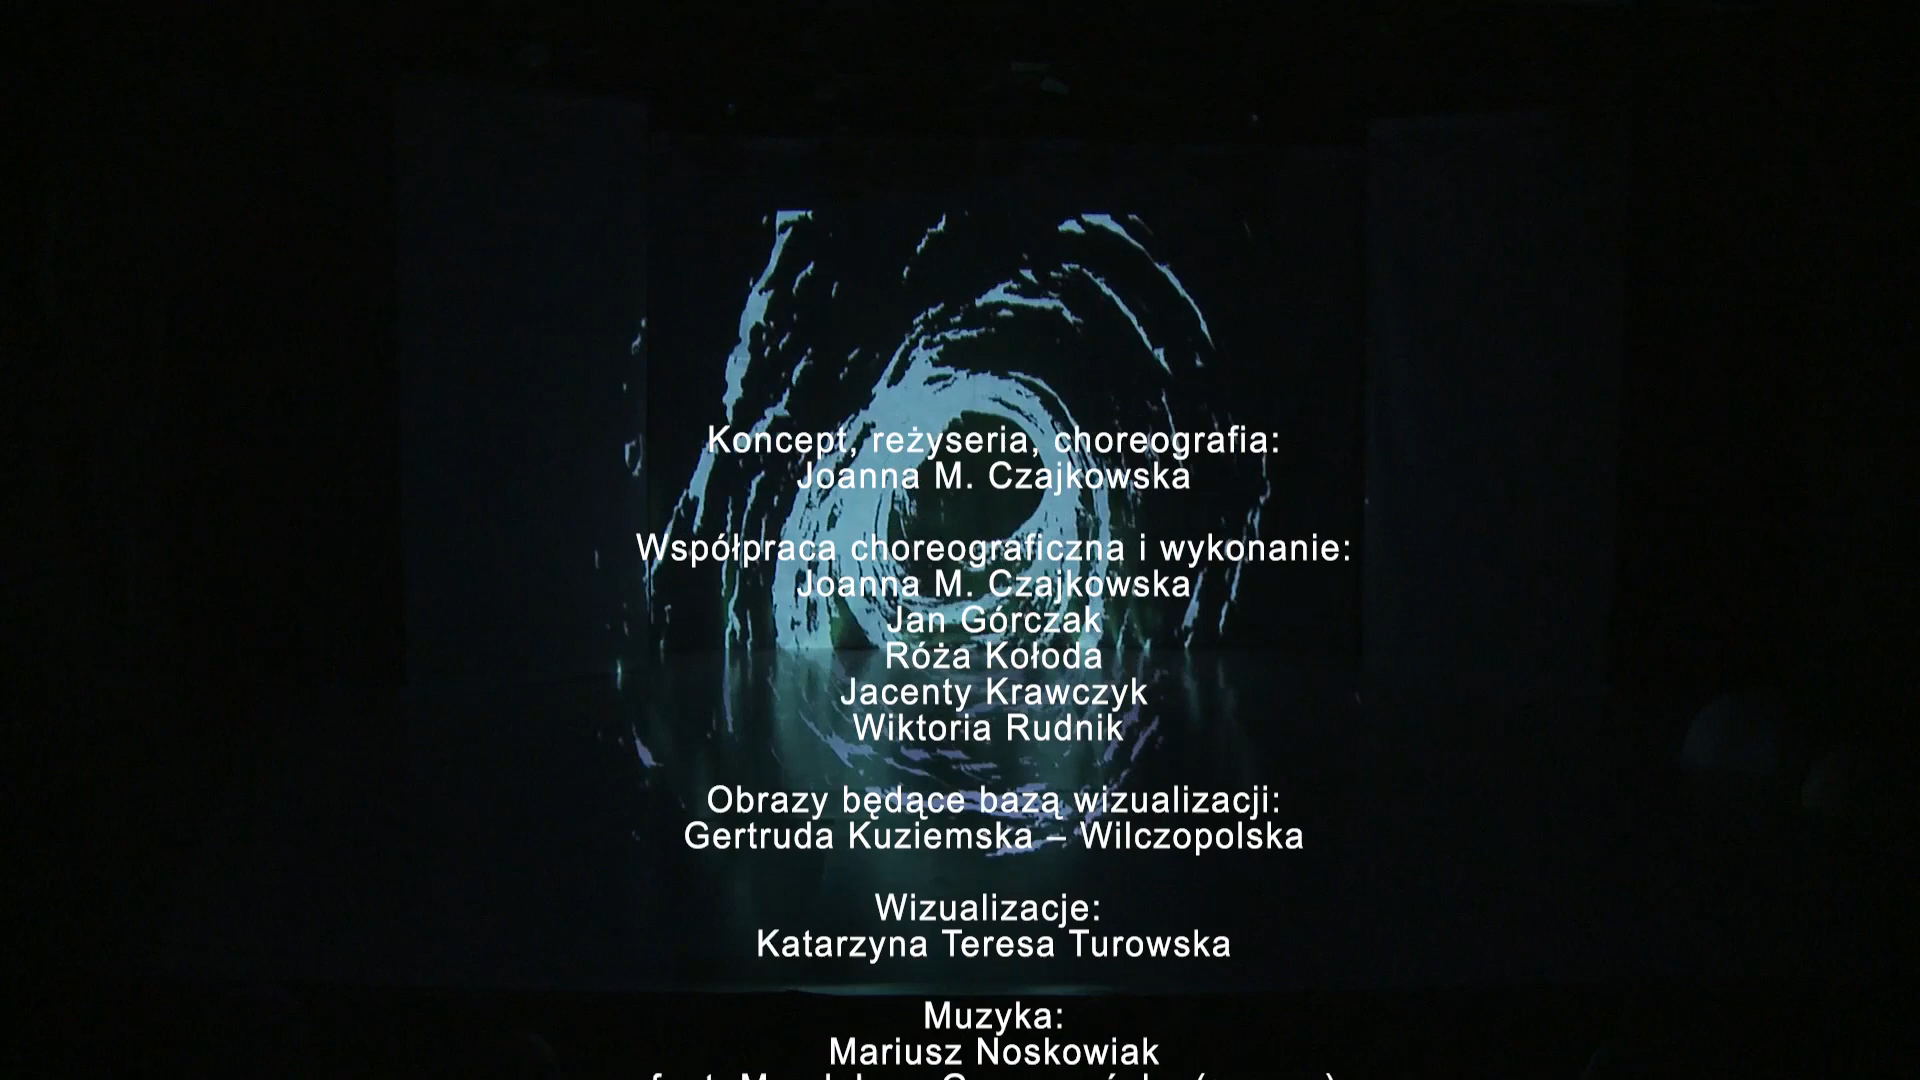 Koncept, reżyseria, choreografia:
Joanna M. Czajkowska
Współpraca choreograficzna i wykonanie:
Joanna M. Czajkowska
Jan Górczak
Róża Kołoda
Jacenty Krawczyk
Wiktoria Rudnik
Obrazy będące bazą wizualizacji:
Gertruda Kuziemska – Wilczopolska
Wizualizacje:
Katarzyna Teresa Turowska
Muzyka:
Mariusz Noskowiak